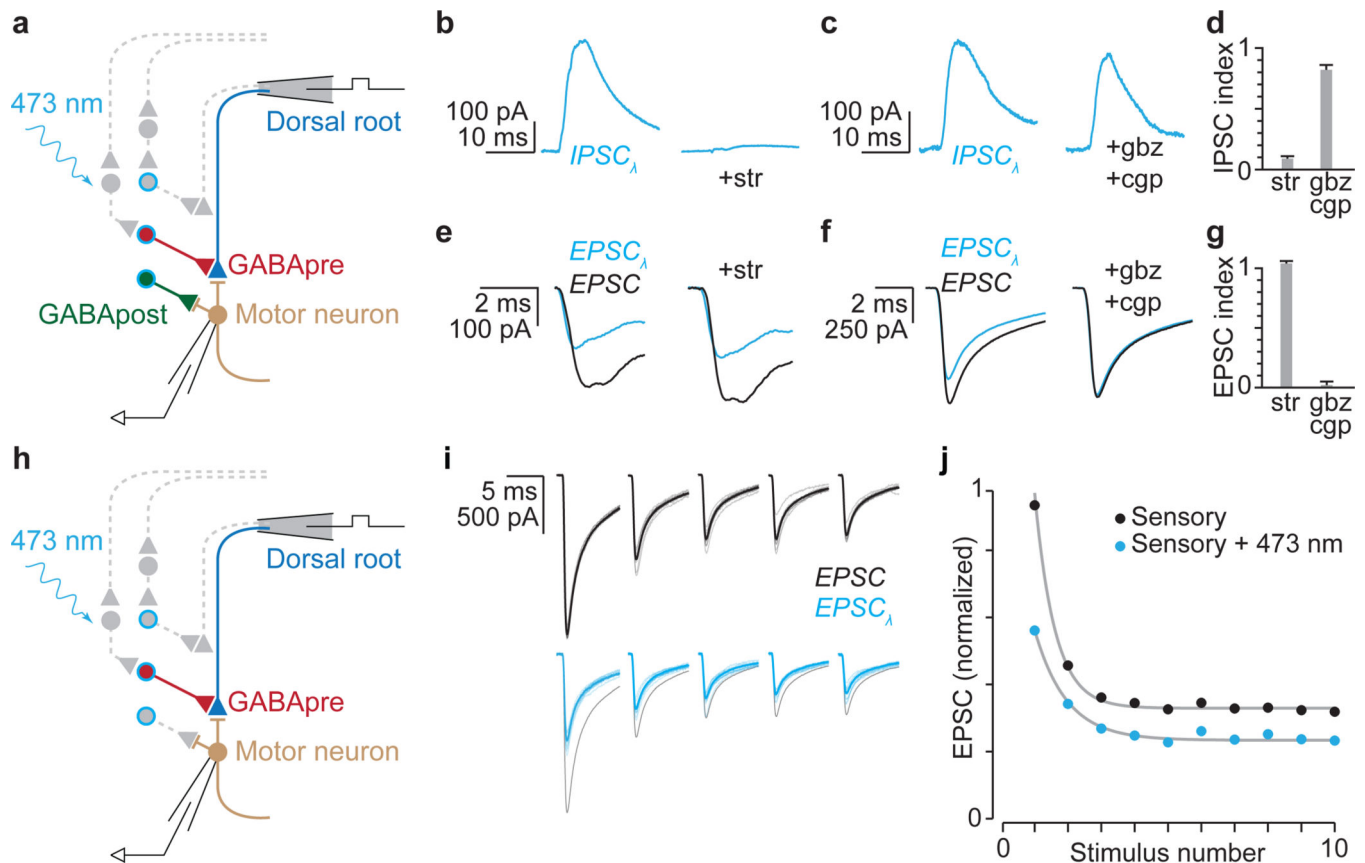 a
473 nm
Dorsal root
GABApre
GABApost
Motor neuron
b
100 pA
10 ms
IPSCλ
+str
c
100 pA
10 ms
IPSCλ
+gbz
+cgp
d
IPSC index
1
0
str
gbz
cgp
e
EPSCλ
EPSC
+str
2 ms
100 pA
f
EPSCλ
EPSC
+gbz
+cgp
2 ms
250 pA
g
EPSC index
1
0
str
gbz
cgp
h
473 nm
Dorsal root
GABApre
Motor neuron
i
5 ms
500 pA
EPSC
EPSCλ
j
EPSC (normalized)
1
0
Sensory
Sensory + 473 nm
0
10
Stimulus number